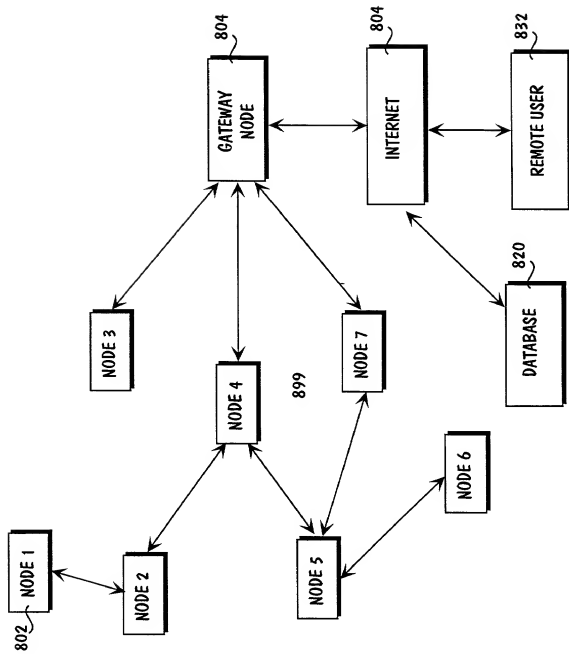 NODE 1
802
NODE 2
NODE 3
NODE 4
NODE 5
NODE 6
NODE 7
899
GATEWAY
NODE
804
INTERNET
804
DATABASE
820
REMOTE USER
832